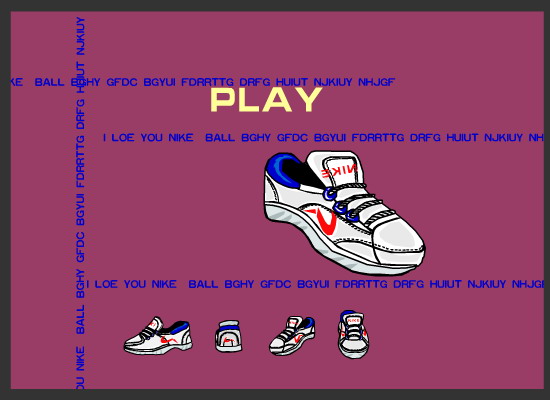 KE BALL BGHY GFDC BGYUI FDRRTTG DRFG HUIUT NJKIUY NHJGF
PLAY
I LOE YOU NIKE BALL BGHY GFDC BGYUI FDRRTTG DRFG HUIUT NJKIUY NH
NIKE
I LOE YOU NIKE BALL BGHY GFDC BGYUI FDRRTTG DRFG HUIUT NJKIUY NHJGF
OU NIKE BALL BGHY GFDC BGYUI FDRRTTG DRFG HUIUT NJKIUY